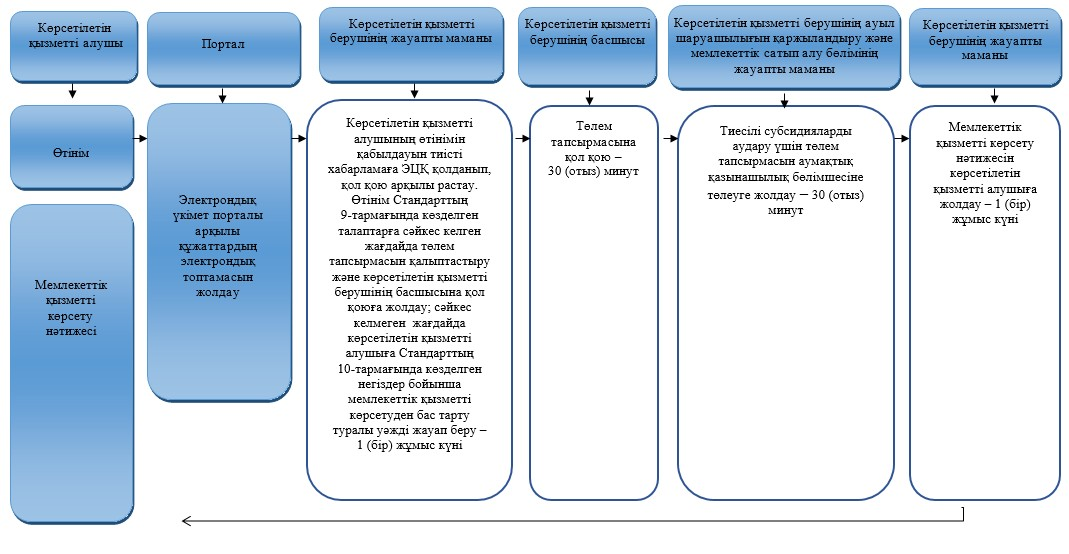 Көрсетілетін
қызметті алушы
Портал
Көрсетілетін қызметті
берушінің жауапты маманы
Көрсетілетін қызметті
берушінің басшысы
Көрсетілетін қызметті берушінің ауыл
шаруашылығын қаржыландыру және
мемлекеттік сатып алу бөлімінің
жауапты маманы
Көрсетілетін қызметті
берушінің жауапты
маманы
Өтінім
Мемлекеттік
қызметті
көрсету
нәтижесі
Электрондық
үкімет порталы
арқылы
құжаттардың
электрондық
топтамасын
жолдау
Көрсетілетін қызметті
алушының өтінімін
қабылдауын тиісті
хабарламаға ЭЦҚ қолданып,
қол қою арқылы растау.
Өтінім Стандарттың
9-тармағында көзделген
талаптарға сәйкес келген
жағдайда төлем
тапсырмасын қалыптастыру
және көрсетілетін қызметті
берушінің басшысына қол
қоюға жолдау; сәйкес
келмеген жағдайда
көрсетілетін қызметті
алушыға Стандарттың
10-тармағында көзделген
негіздер бойынша
мемлекеттік қызметті
көрсетуден бас тарту
туралы уәжді жауап беру –
1 (бір) жұмыс күні
Төлем
тапсырмасына
қол қою –
30 (отыз) минут
Тиесілі субсидияларды
аудару үшін төлем
тапсырмасын аумақтық
қазынашылық бөлімшесіне
төлеуге жолдау – 30 (отыз)
минут
Мемлекеттік
қызметті көрсету
нәтижесін
көрсетілетін
қызметті алушыға
жолдау – 1 (бір)
жұмыс күні